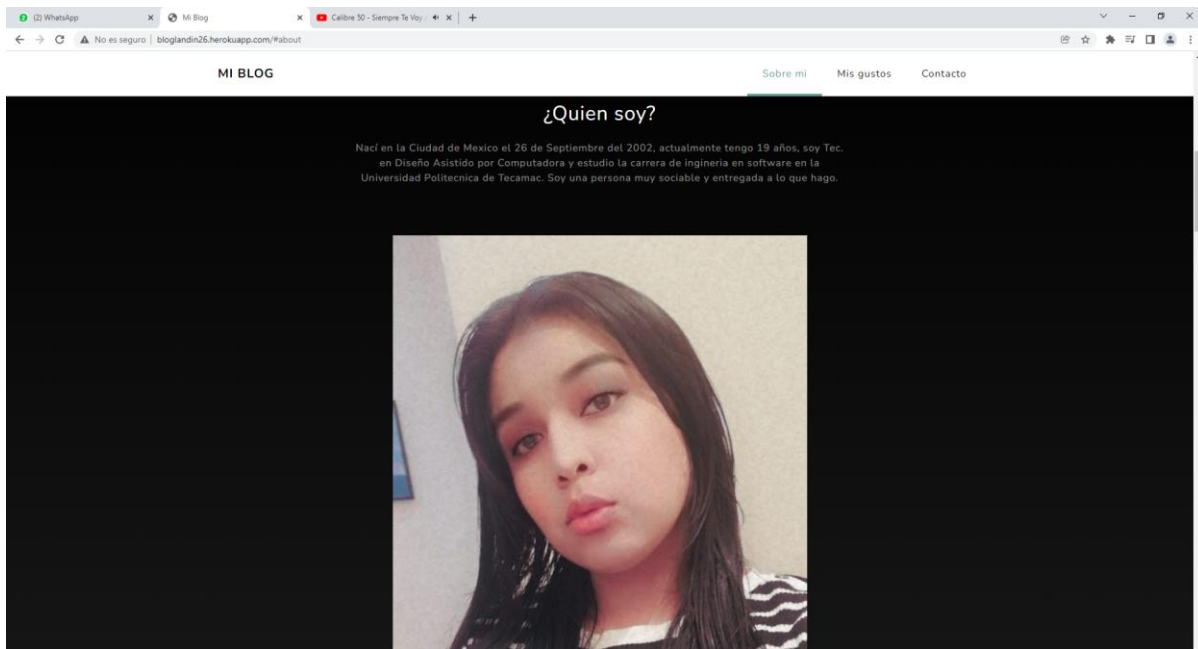 (2) WhatsApp
Mi Blog
Calibre 50 - Siempre Te Voy
No es seguro | bloglandin26.herokuapp.com/#about
MI BLOG
Sobre mi
Mis gustos
Contacto
¿Quien soy?
Nací en la Ciudad de Mexico el 26 de Septiembre del 2002, actualmente tengo 19 años, soy Tec.
en Diseño Asistido por Computadora y estudio la carrera de ingineria en software en la
Universidad Politecnica de Tecamac. Soy una persona muy sociable y entregada a lo que hago.